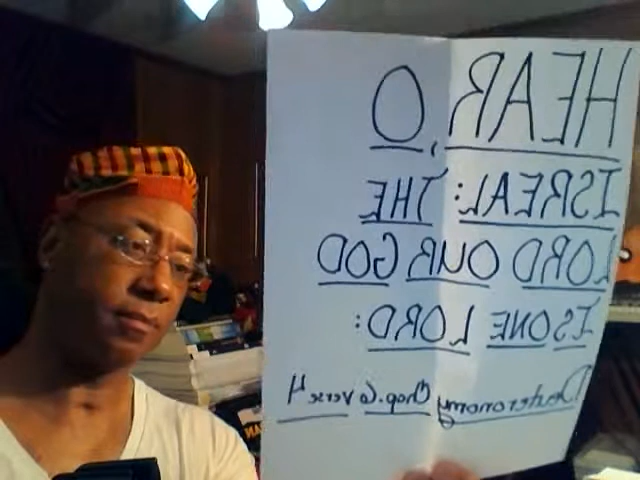 HEAR, O
ISREAL: THE
LORD OUR GOD
IS ONE LORD:
Deuteronomy Chap. 6 verse 4